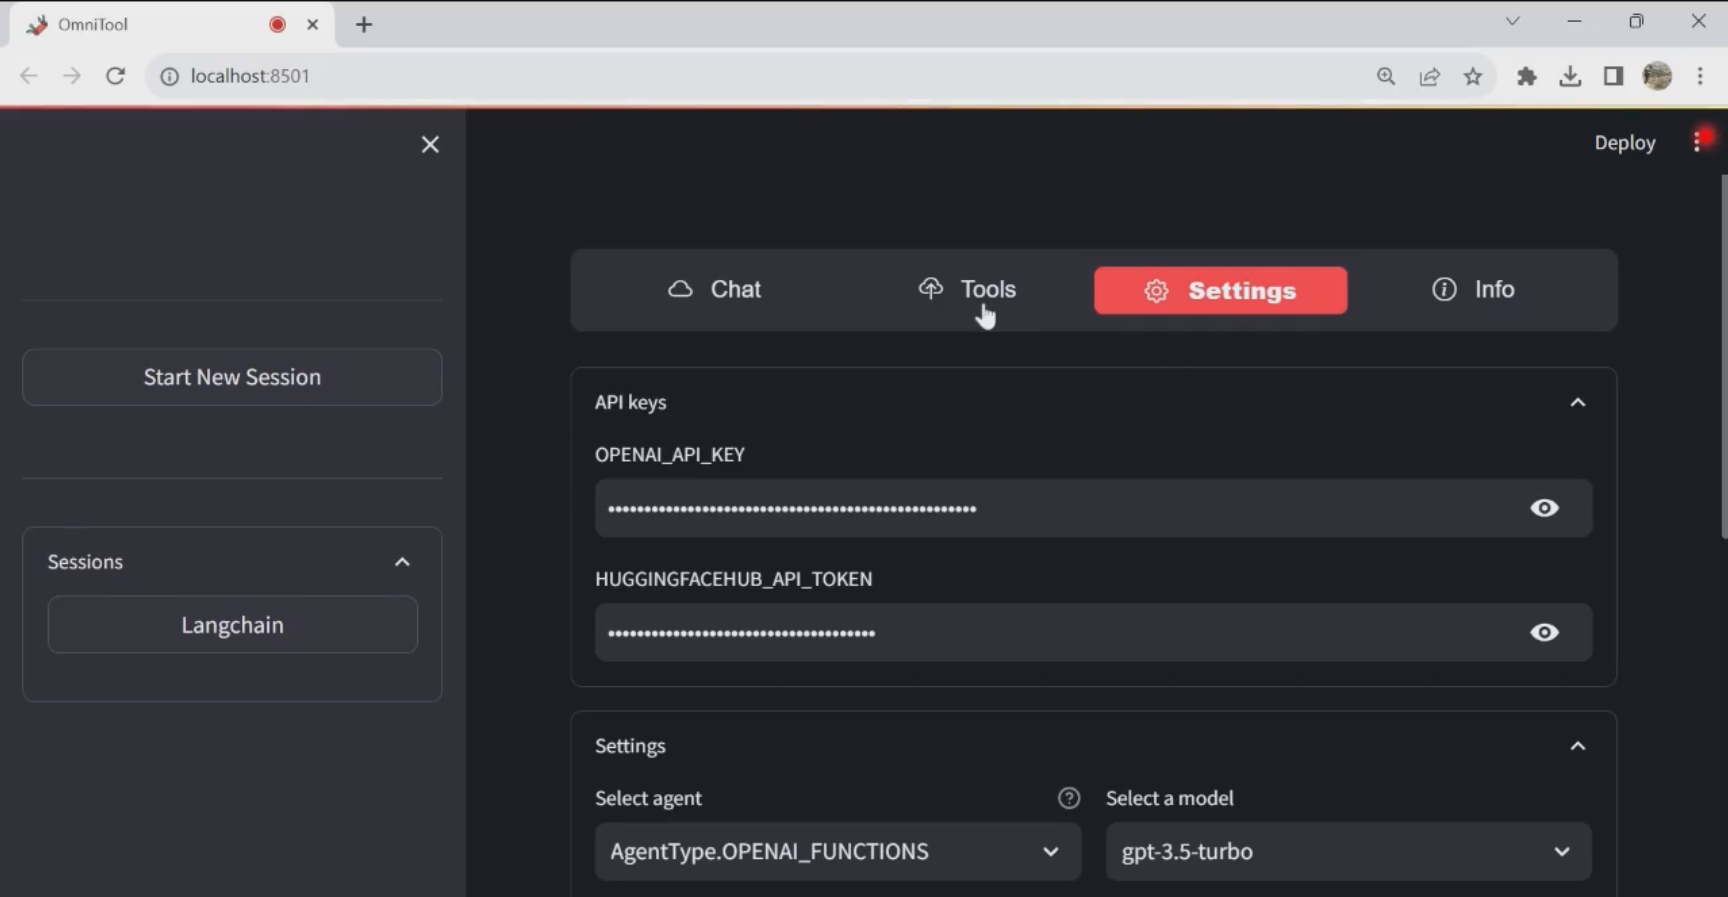 OmniTool
localhost:8501
Deploy
Chat
Tools
Settings
Info
Start New Session
Sessions
Langchain
API keys
OPENAI_API_KEY
HUGGINGFACEHUB_API_TOKEN
Settings
Select agent
Select a model
AgentType.OPENAI_FUNCTIONS
gpt-3.5-turbo